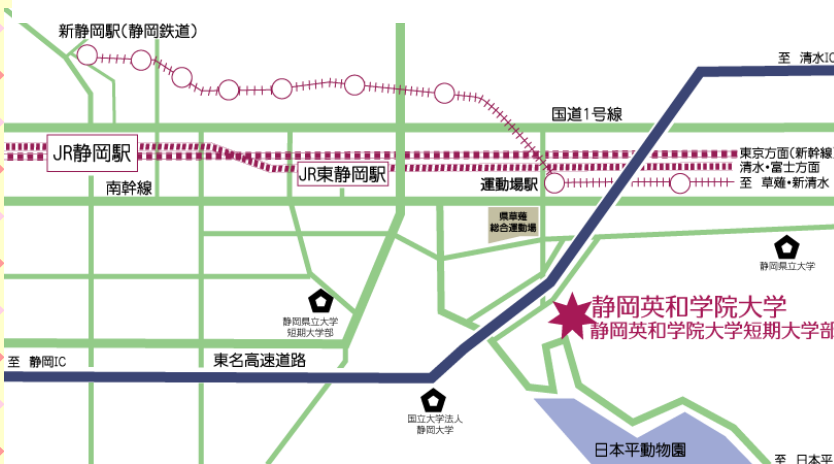 新静岡駅(静岡鉄道)
至 清水IC
国道1号線
JR静岡駅
東京方面(新幹線)
清水・富士方面
JR東静岡駅
運動場駅
至 草薙・新清水
南幹線
県草薙
総合運動場
静岡県立大学
静岡県立大学
短期大学部
静岡英和学院大学
静岡英和学院大学短期大学部
至 静岡IC
東名高速道路
国立大学法人
静岡大学
日本平動物園
至 日本平